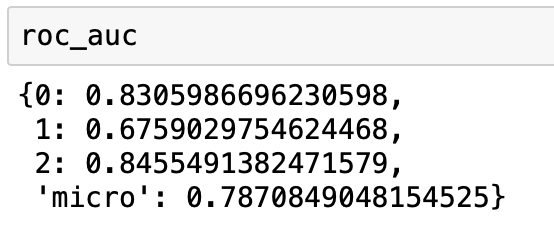 roc_auc
{0: 0.8305986696230598,
1: 0.6759029754624468,
2: 0.8455491382471579,
'micro': 0.7870849048154525}